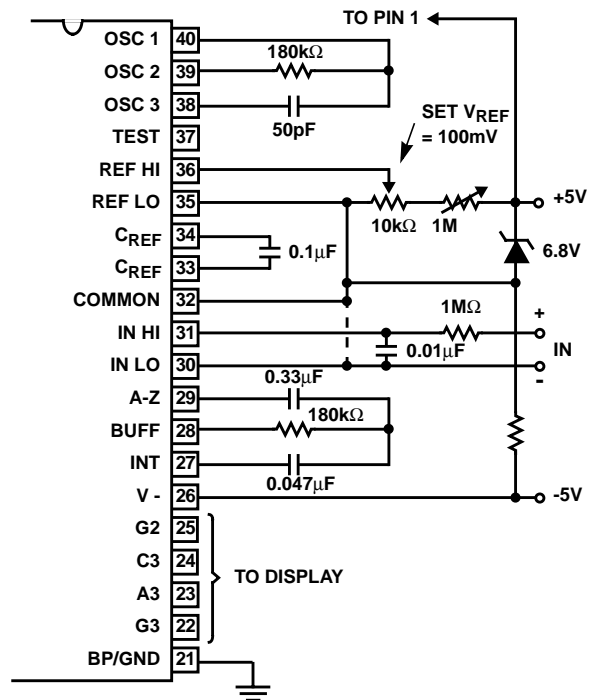 TO PIN 1
OSC 1 40
180kΩ
OSC 2 39
OSC 3 38
50pF
TEST 37
SET VREF
= 100mV
REF HI 36
REF LO 35
10kΩ
1M
+5V
CREF 34
0.1μF
6.8V
CREF 33
COMMON 32
1MΩ
+
IN HI 31
0.01μF
IN
IN LO 30
-
0.33μF
A-Z 29
180kΩ
BUFF 28
INT 27
0.047μF
V - 26
-5V
G2 25
C3 24
TO DISPLAY
A3 23
G3 22
BP/GND 21